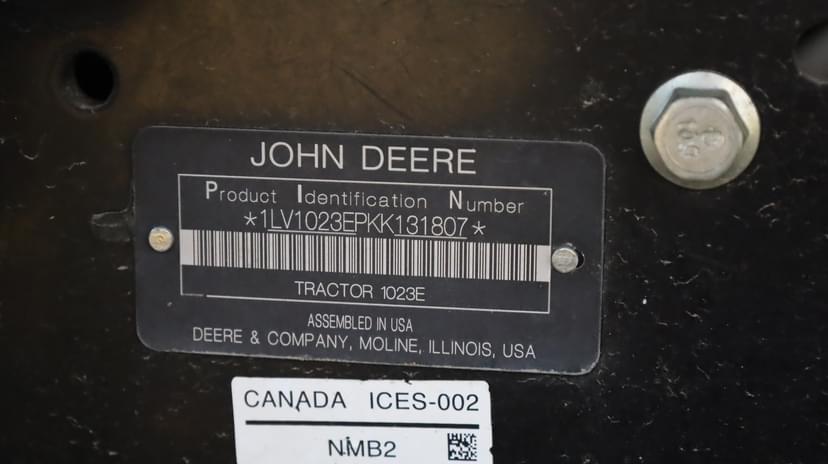 JOHN DEERE
Product Identification Number
*1LV1023EPKK131807*
TRACTOR 1023E
ASSEMBLED IN USA
DEERE & COMPANY, MOLINE, ILLINOIS, USA
CANADA ICES-002
NMB2